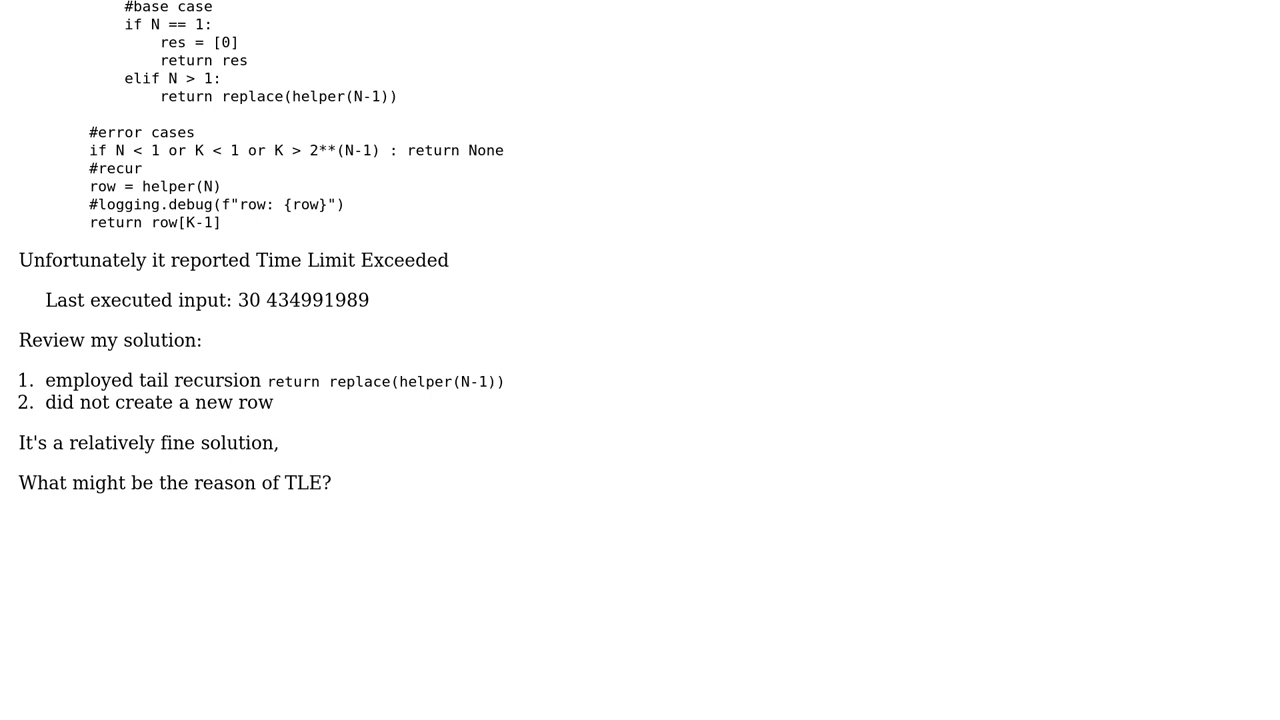 #base case
if N == 1:
res = [0]
return res
elif N > 1:
return replace(helper(N-1))
#error cases
if N < 1 or K < 1 or K > 2**(N-1) : return None
#recur
row = helper(N)
#logging.debug(f"row: {row}")
return row[K-1]
Unfortunately it reported Time Limit Exceeded
Last executed input: 30 434991989
Review my solution:
1. employed tail recursion return replace(helper(N-1))
2. did not create a new row
It's a relatively fine solution,
What might be the reason of TLE?